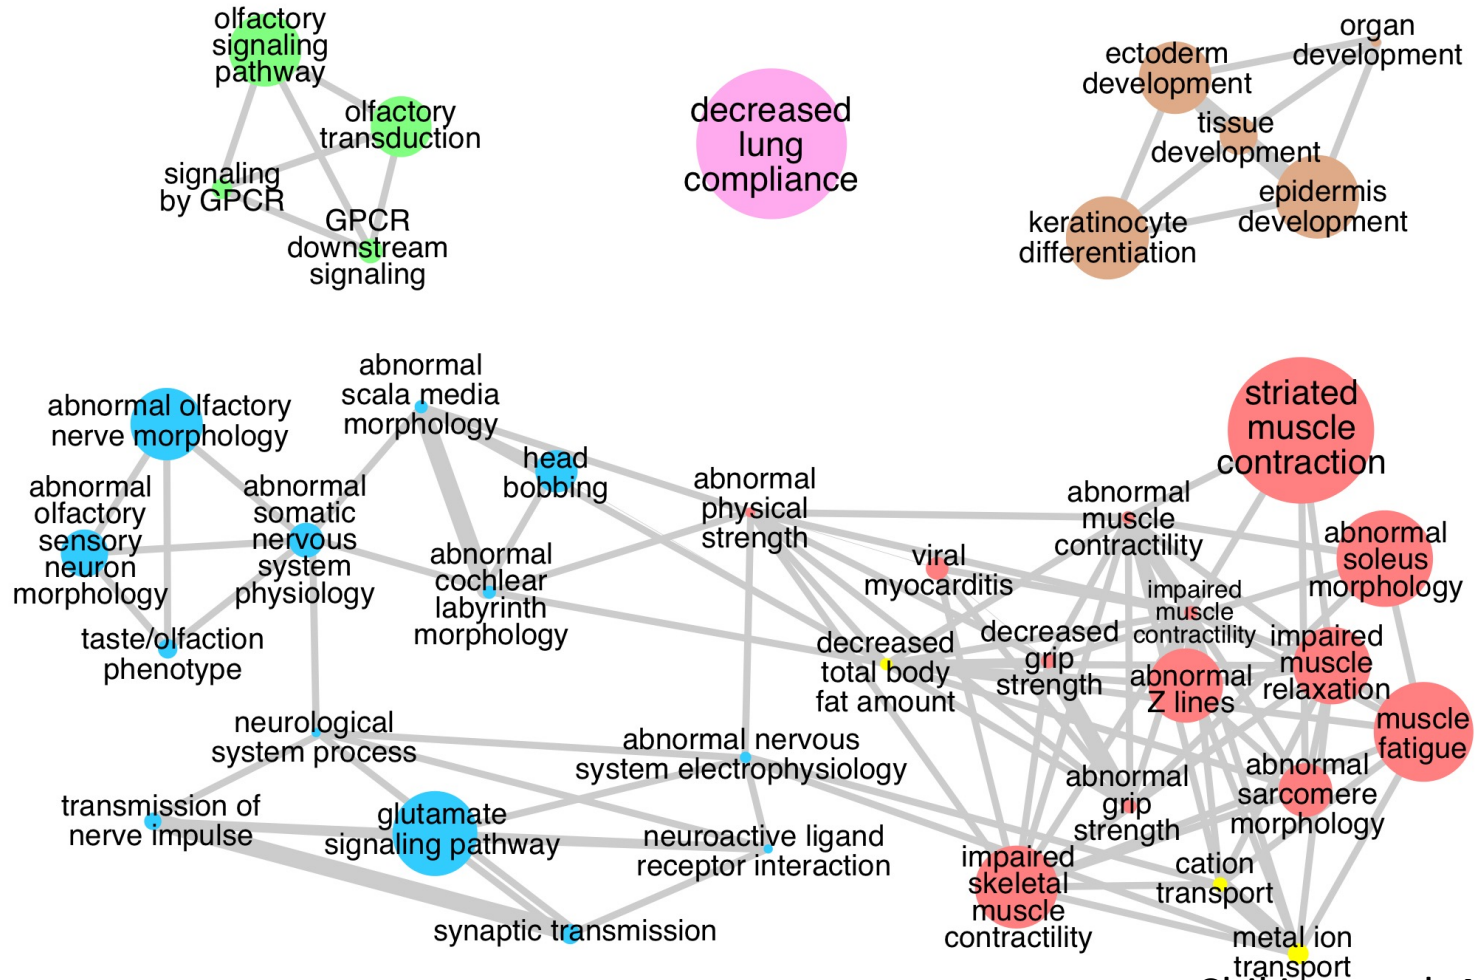 olfactory
signaling
pathway
olfactory
transduction
signaling
by GPCR
GPCR
downstream
signaling
decreased
lung
compliance
organ
development
ectoderm
development
tissue
development
epidermis
development
keratinocyte
differentiation
abnormal
scala media
morphology
abnormal olfactory
nerve morphology
head
bobbing
abnormal
olfactory
sensory
neuron
morphology
abnormal
somatic
nervous
system
physiology
abnormal
cochlear
labyrinth
morphology
taste/olfaction
phenotype
abnormal
physical
strength
striated
muscle
contraction
abnormal
muscle
contractility
abnormal
soleus
morphology
viral
myocarditis
impaired
muscle
contractility
decreased
total body
fat amount
decreased
grip
strength
abnormal
Z lines
impaired
muscle
relaxation
muscle
fatigue
neurological
system process
abnormal nervous
system electrophysiology
abnormal
grip
strength
abnormal
sarcomere
morphology
transmission of
nerve impulse
glutamate
signaling pathway
neuroactive ligand
receptor interaction
impaired
skeletal
muscle
contractility
cation
transport
synaptic transmission
metal ion
transport